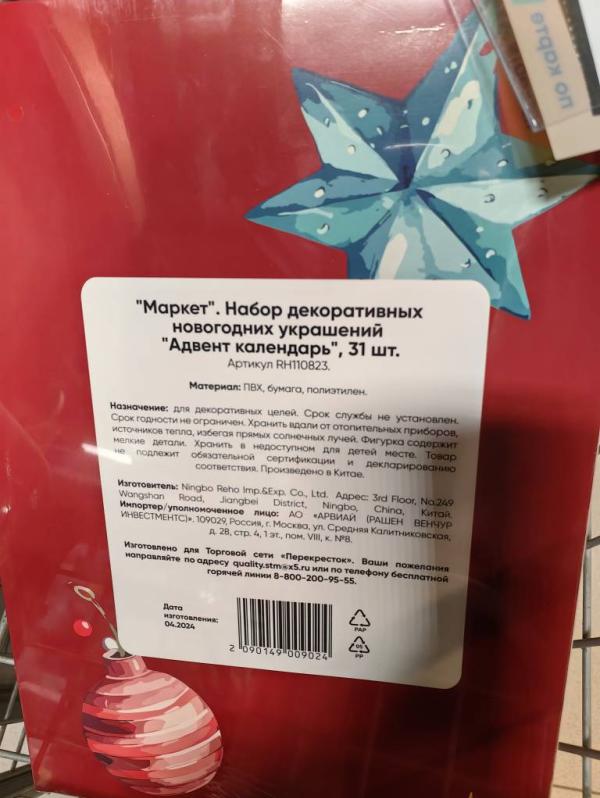 по карте
"Маркет". Набор декоративных
новогодних украшений
"Адвент календарь", 31 шт.
Артикул RH110823.
Материал: ПВХ, бумага, полиэтилен.
Назначение: для декоративных целей. Срок службы не установлен.
Срок годности не ограничен. Хранить вдали от отопительных приборов,
источников тепла, избегая прямых солнечных лучей. Фигурка содержит
мелкие детали. Хранить в недоступном для детей месте. Товар
не подлежит обязательной сертификации и декларированию
соответствия. Произведено в Китае.
Изготовитель: Ningbo Reho Imp.&Exp. Co., Ltd. Адрес: 3rd Floor, No.249
Wangshan Road, Jiangbei District, Ningbo, China, Китай.
Импортер/уполномоченное лицо: АО «АРВИАЙ (РАШЕН ВЕНЧУР
ИНВЕСТМЕНТС)». 109029, Россия, г. Москва, ул. Средняя Калитниковская,
д. 28, стр. 4, 1 эт., пом. VIII, к. №8.
Изготовлено для Торговой сети «Перекресток». Ваши пожелания
направляйте по адресу quality.stm@x5.ru или по телефону бесплатной
горячей линии 8-800-200-95-55.
Дата
изготовления:
04.2024
2 090149 009024
PAP
05
PP